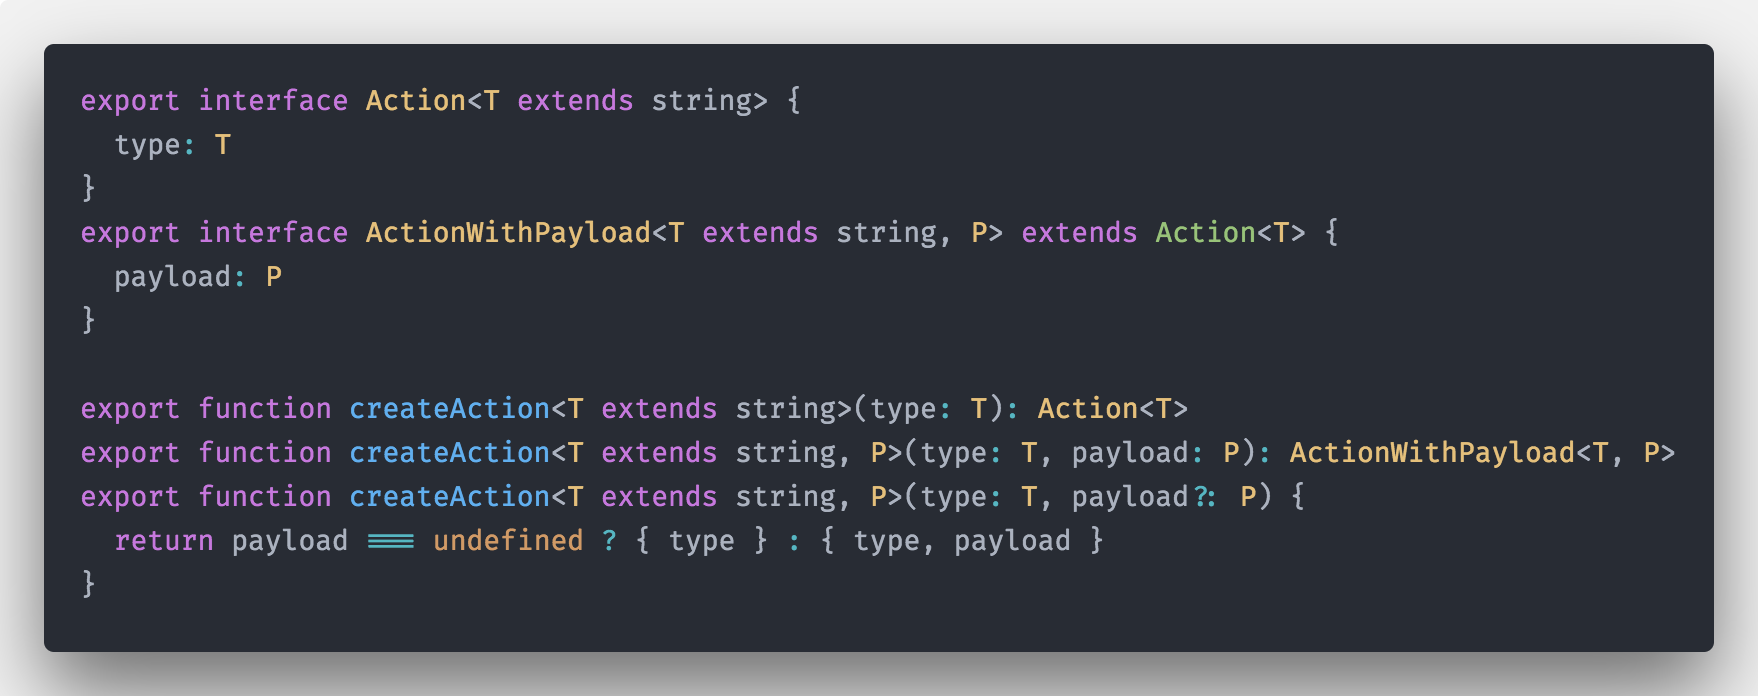 export interface Action<T extends string> {
  type: T
}
export interface ActionWithPayload<T extends string, P> extends Action<T> {
  payload: P
}

export function createAction<T extends string>(type: T): Action<T>
export function createAction<T extends string, P>(type: T, payload: P): ActionWithPayload<T, P>
export function createAction<T extends string, P>(type: T, payload?: P) {
  return payload === undefined ? { type } : { type, payload }
}